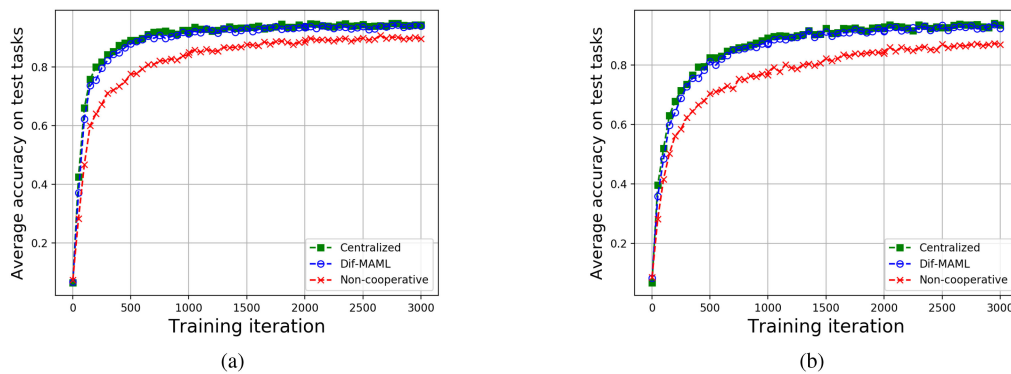 Average accuracy on test tasks
0.8
0.6
0.4
0.2
0
500
1000
1500
2000
2500
3000
Training iteration
Centralized
Dif-MAML
Non-cooperative
(a)
Average accuracy on test tasks
0.8
0.6
0.4
0.2
0
500
1000
1500
2000
2500
3000
Training iteration
Centralized
Dif-MAML
Non-cooperative
(b)